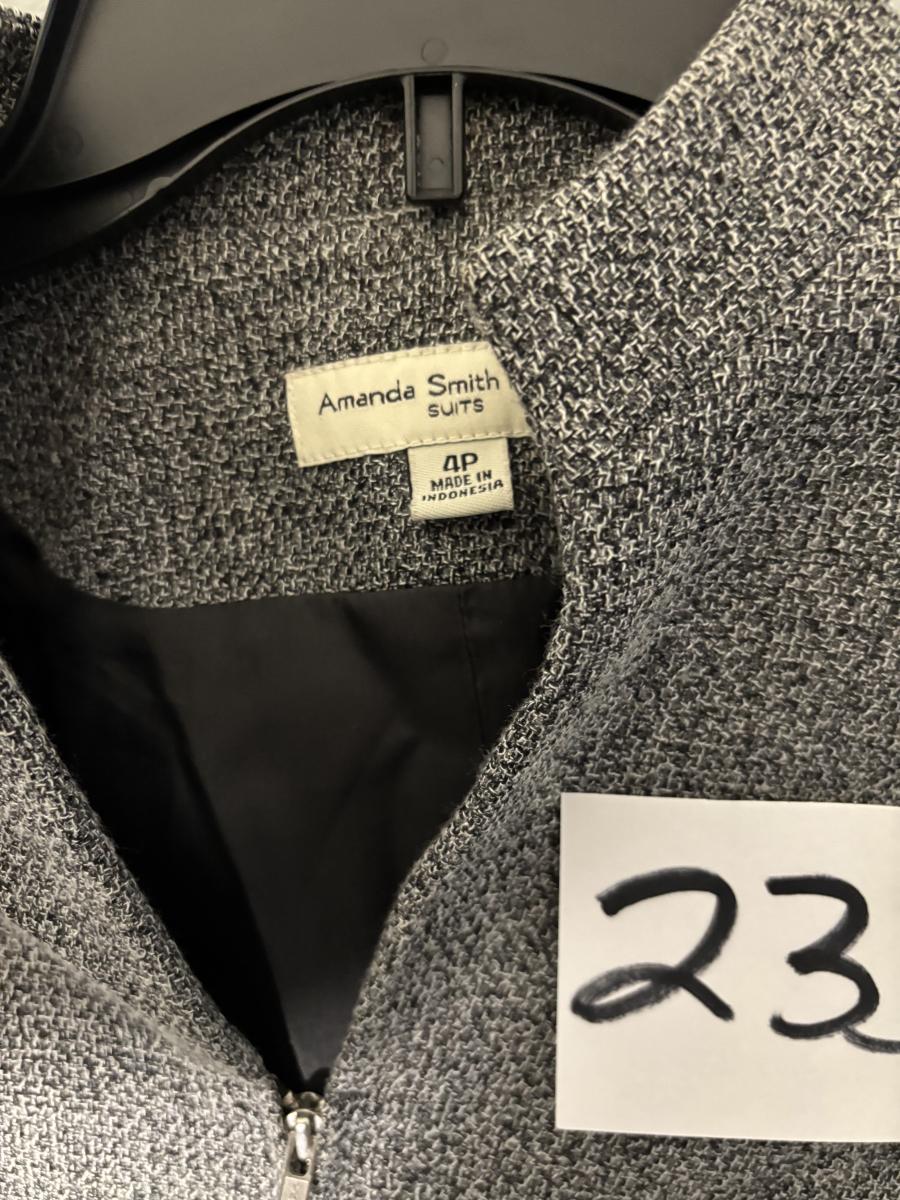 Amanda Smith
SUITS
4P
MADE IN
INDONESIA
23